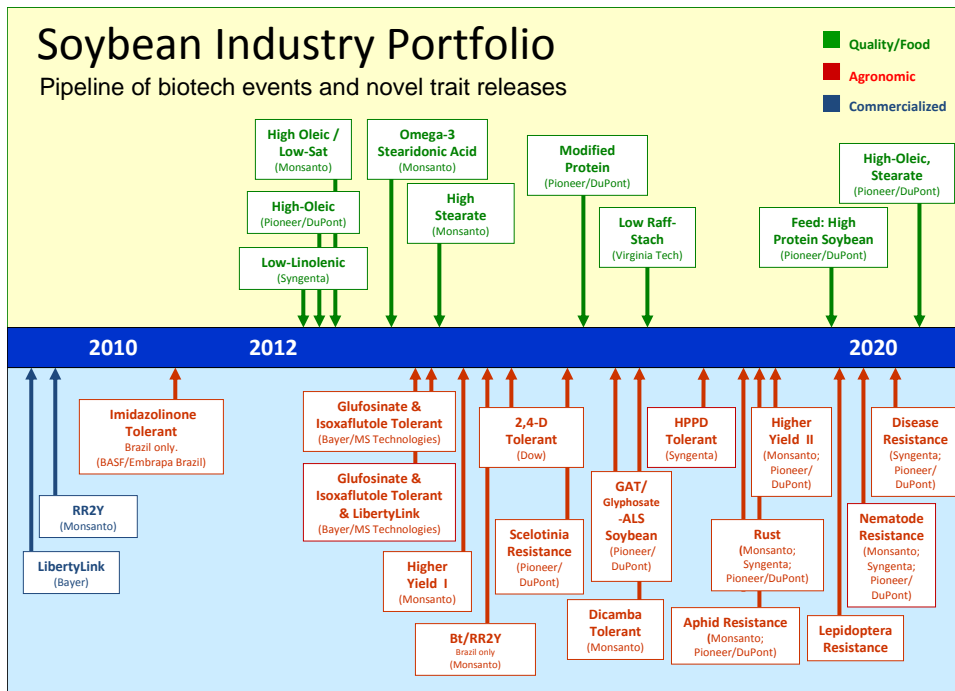 Soybean Industry Portfolio
Pipeline of biotech events and novel trait releases
Quality/Food
Agronomic
Commercialized
High Oleic /
Low-Sat
(Monsanto)
High-Oleic
(Pioneer/DuPont)
Low-Linolenic
(Syngenta)
Omega-3
Stearidonic Acid
(Monsanto)
High
Stearate
(Monsanto)
Modified
Protein
(Pioneer/DuPont)
Low Raff-
Stach
(Virginia Tech)
Feed: High
Protein Soybean
(Pioneer/DuPont)
High-Oleic,
Stearate
(Pioneer/DuPont)
2010
2012
2020
LibertyLink
(Bayer)
RR2Y
(Monsanto)
Imidazolinone
Tolerant
Brazil only.
(BASF/Embrapa Brazil)
Glufosinate &
Isoxaflutole Tolerant
(Bayer/MS Technologies)
Glufosinate &
Isoxaflutole Tolerant
& LibertyLink
(Bayer/MS Technologies)
Higher
Yield I
(Monsanto)
Bt/RR2Y
Brazil only
(Monsanto)
2,4-D
Tolerant
(Dow)
Scelotinia
Resistance
(Pioneer/
DuPont)
GAT/
Glyphosate
-ALS
Soybean
(Pioneer/
DuPont)
Dicamba
Tolerant
(Monsanto)
HPPD
Tolerant
(Syngenta)
Aphid Resistance
(Monsanto;
Pioneer/DuPont)
Rust
(Monsanto;
Syngenta;
Pioneer/DuPont)
Higher
Yield II
(Monsanto;
Pioneer/
DuPont)
Lepidoptera
Resistance
Nematode
Resistance
(Monsanto;
Syngenta;
Pioneer/
DuPont)
Disease
Resistance
(Syngenta;
Pioneer/
DuPont)